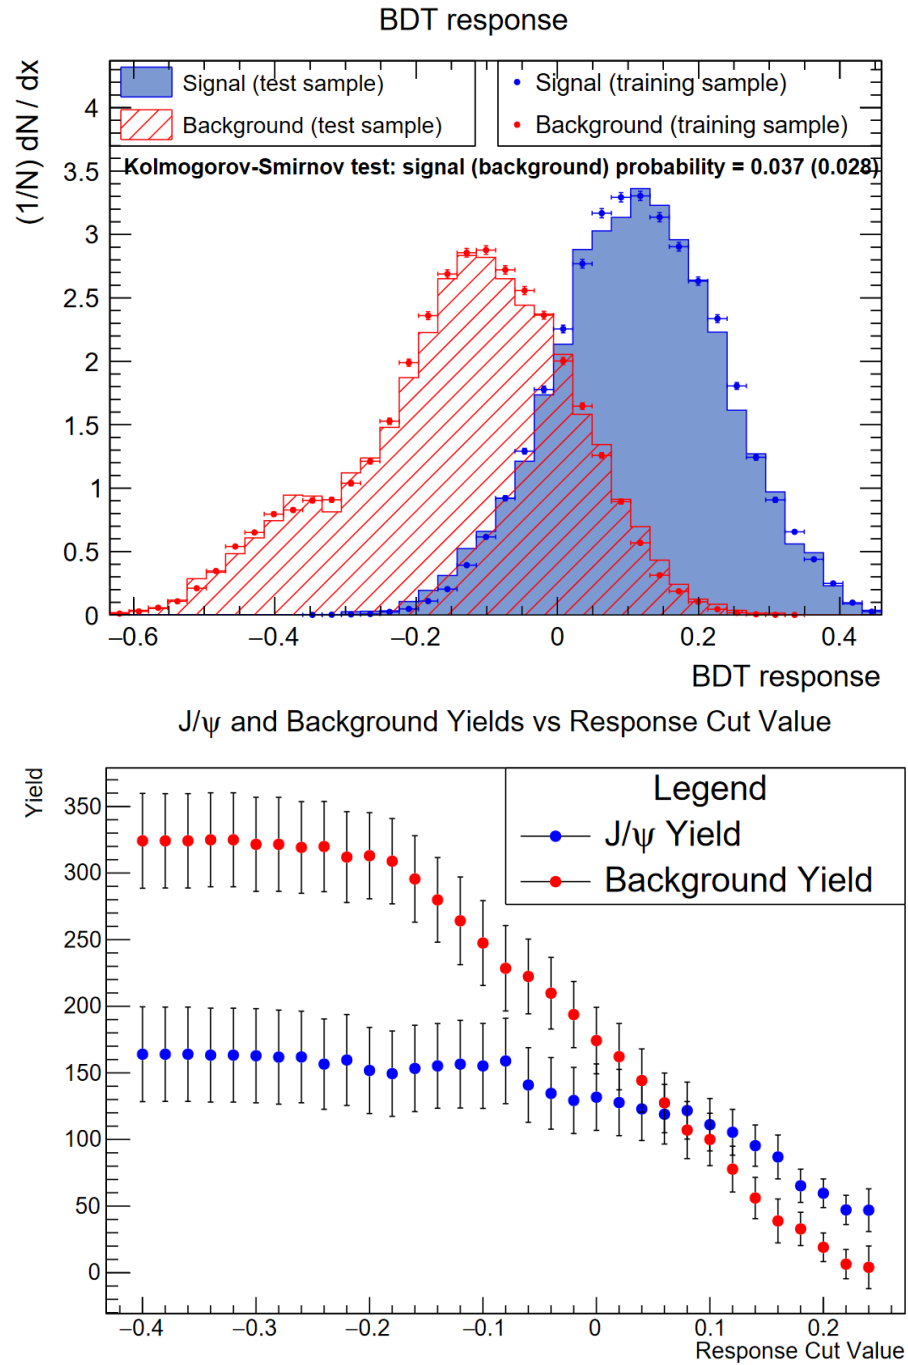 BDT response
(1/N) dN / dx
Signal (test sample)
Background (test sample)
Signal (training sample)
Background (training sample)
Kolmogorov-Smirnov test: signal (background) probability = 0.037 (0.028)
4
3.5
3
2.5
2
1.5
1
0.5
0
−0.6 −0.4 −0.2 0 0.2 0.4
BDT response
J/ψ and Background Yields vs Response Cut Value
Yield
Legend
J/ψ Yield
Background Yield
350
300
250
200
150
100
50
0
−0.4 −0.3 −0.2 −0.1 0 0.1 0.2
Response Cut Value